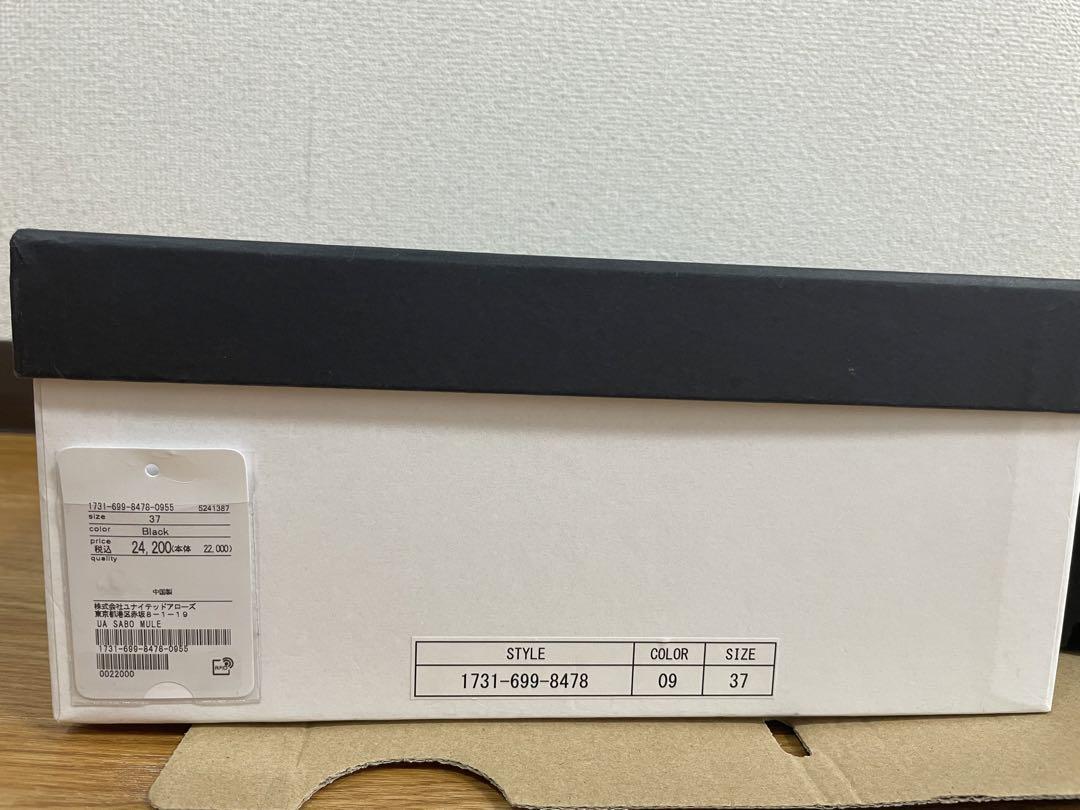 1731-699-8478-0955 5241387
size 37
color Black
price
税込 24,200(本体 22,000)
quality
中国製
株式会社ユナイテッドアローズ
東京都港区赤坂8-1-19
UA SABO MULE
1731-699-8478-0955
0022000
RFID
STYLE COLOR SIZE
1731-699-8478 09 37